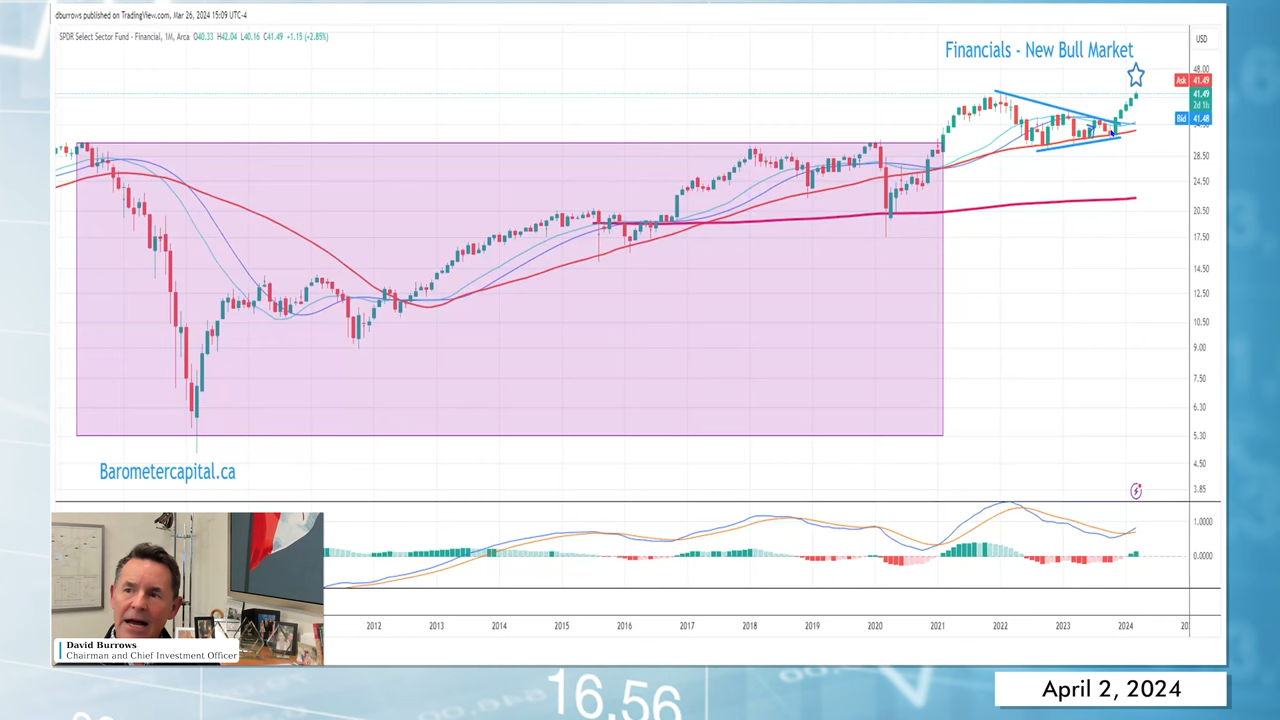 dburrows published on TradingView.com, Mar 26, 2024 15:09 UTC-4
SPDR Select Sector Fund - Financial, 1M, Arca O40.33 H42.04 L40.16 C41.49 +1.15 (+2.85%)
USD
Financials - New Bull Market
48.00
Ask 41.49
41.49
2d 1h
Bid 41.48
28.50
24.50
20.50
17.50
14.50
12.50
10.50
9.00
7.50
6.30
5.30
4.50
3.85
Barometercapital.ca
1.0000
0.0000
2012 2013 2014 2015 2016 2017 2018 2019 2020 2021 2022 2023 2024 20
David Burrows
Chairman and Chief Investment Officer
April 2, 2024
16.56